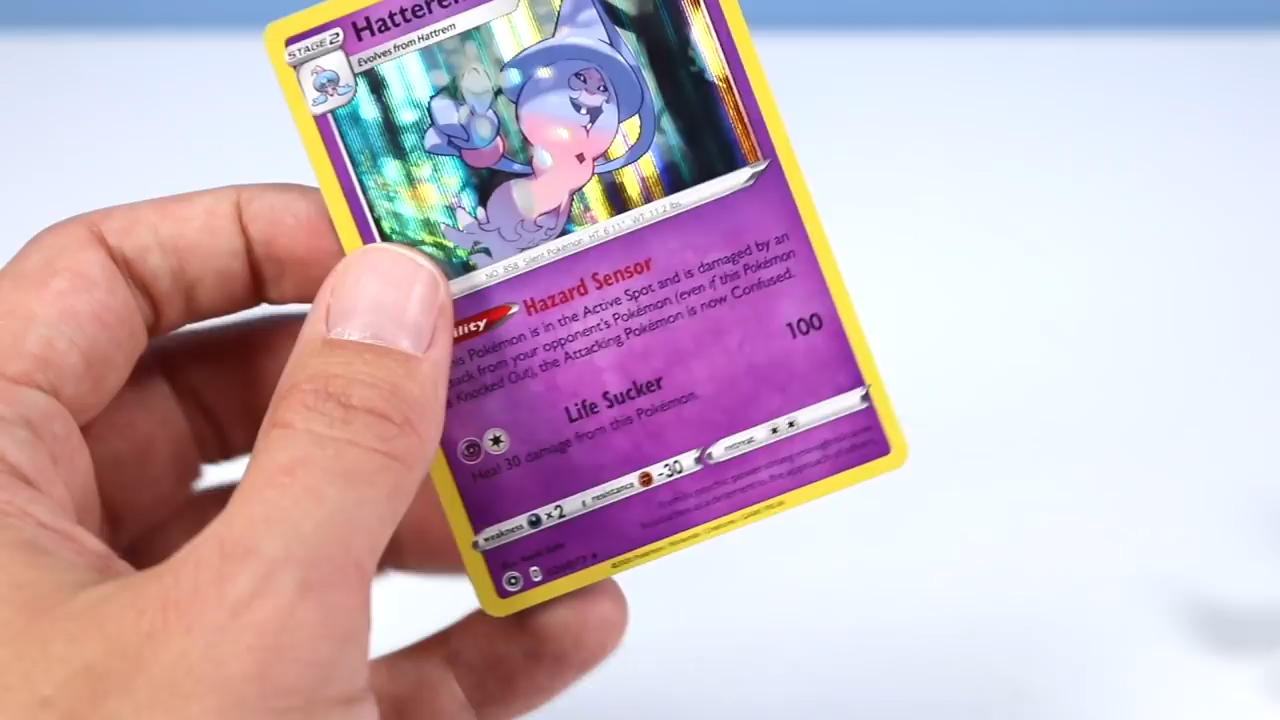 Hattere
STAGE 2
Evolves from Hattrem
NO. 858 Silent Pokémon HT: 6'11" WT: 11.2 lbs.
ility Hazard Sensor
is Pokémon is in the Active Spot and is damaged by an
tack from your opponent's Pokémon (even if this Pokémon
s Knocked Out), the Attacking Pokémon is now Confused.
Life Sucker 100
Heal 30 damage from this Pokémon.
weakness ×2 resistance -30 retreat